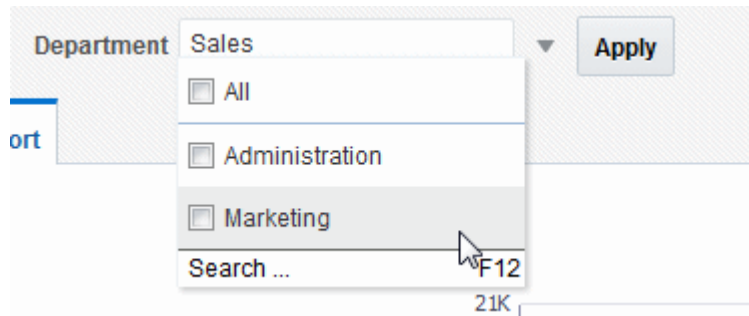 Department Sales Apply
All
ort
Administration
Marketing
Search ... F12
21K